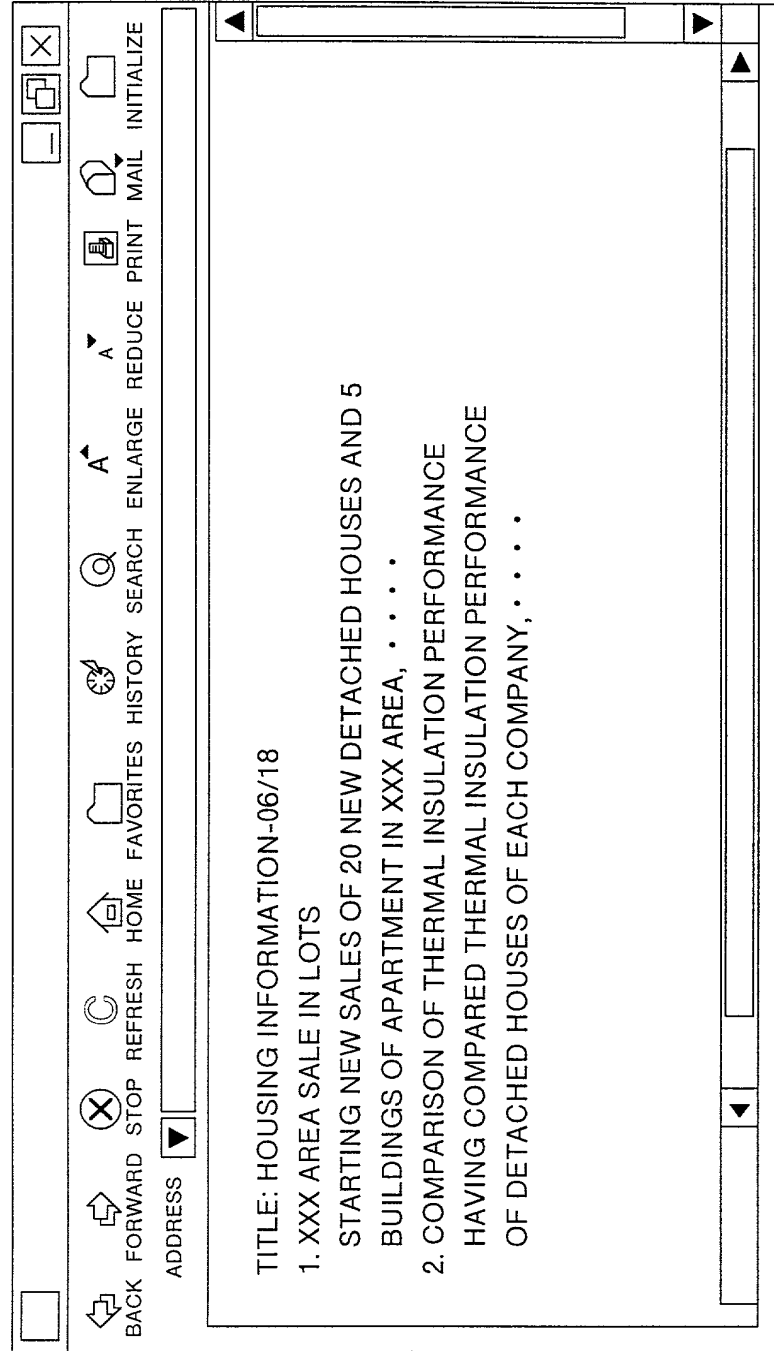 BACK FORWARD STOP REFRESH HOME FAVORITES HISTORY SEARCH ENLARGE REDUCE PRINT MAIL INITIALIZE
ADDRESS
TITLE: HOUSING INFORMATION-06/18
1. XXX AREA SALE IN LOTS
STARTING NEW SALES OF 20 NEW DETACHED HOUSES AND 5
BUILDINGS OF APARTMENT IN XXX AREA, · · · ·
2. COMPARISON OF THERMAL INSULATION PERFORMANCE
HAVING COMPARED THERMAL INSULATION PERFORMANCE
OF DETACHED HOUSES OF EACH COMPANY, · · · ·